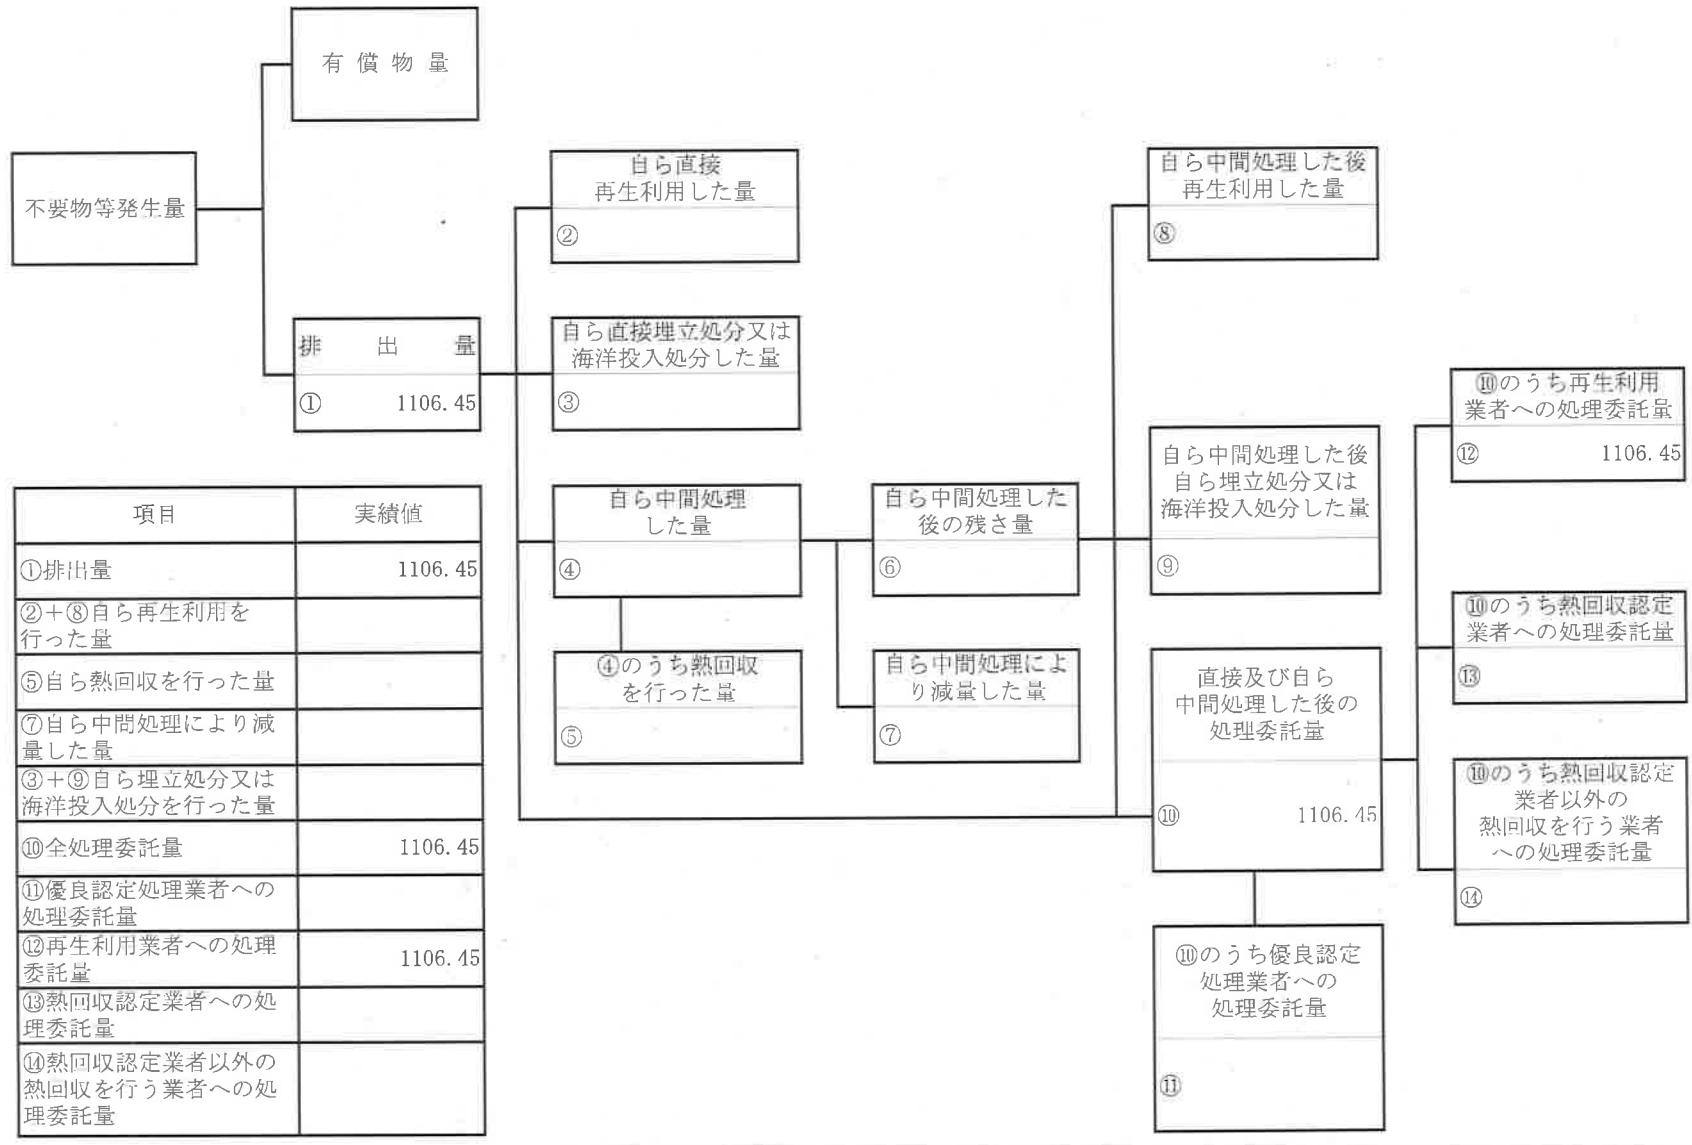 有償物量
不要物等発生量
排出量
① 1106.45
自ら直接
再生利用した量
②
自ら直接埋立処分又は
海洋投入処分した量
③
自ら中間処理
した量
④
④のうち熱回収
を行った量
⑤
自ら中間処理した
後の残さ量
⑥
自ら中間処理によ
り減量した量
⑦
自ら中間処理した後
再生利用した量
⑧
自ら中間処理した後
自ら埋立処分又は
海洋投入処分した量
⑨
直接及び自ら
中間処理した後の
処理委託量
⑩ 1106.45
⑩のうち優良認定
処理業者への
処理委託量
⑪
⑩のうち再生利用
業者への処理委託量
⑫ 1106.45
⑩のうち熱回収認定
業者への処理委託量
⑬
⑩のうち熱回収認定
業者以外の
熱回収を行う業者
への処理委託量
⑭
項目 実績値
①排出量 1106.45
②+⑧自ら再生利用を
行った量
⑤自ら熱回収を行った量
⑦自ら中間処理により減
量した量
③+⑨自ら埋立処分又は
海洋投入処分を行った量
⑩全処理委託量 1106.45
⑪優良認定処理業者への
処理委託量
⑫再生利用業者への処理
委託量 1106.45
⑬熱回収認定業者への処
理委託量
⑭熱回収認定業者以外の
熱回収を行う業者への処
理委託量